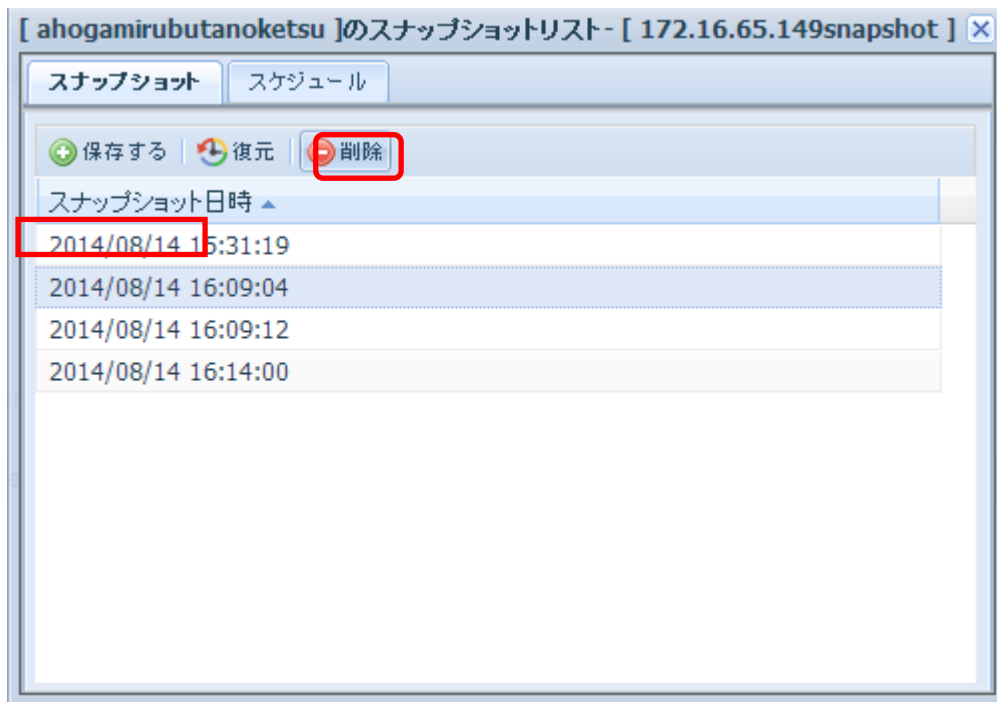 [ ahogamirubutanoketsu ]のスナップショットリスト- [ 172.16.65.149snapshot ]
スナップショット スケジュール
保存する 復元 削除
スナップショット日時
2014/08/14 15:31:19
2014/08/14 16:09:04
2014/08/14 16:09:12
2014/08/14 16:14:00